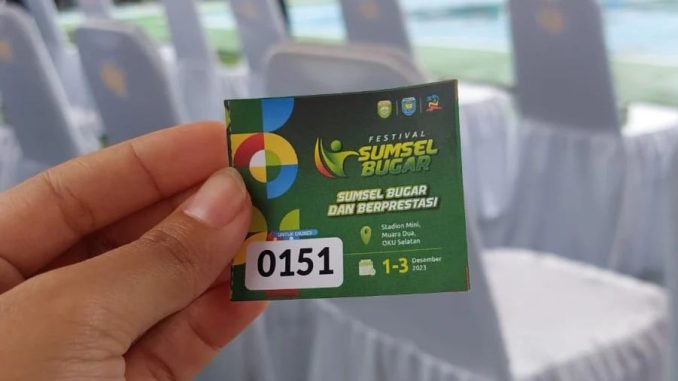 FESTIVAL
SUMSEL
BUGAR
SUMSEL BUGAR
DAN BERPRESTASI
Stadion Mini,
Muara Dua,
OKU Selatan
0151
1-3 Desember
2023